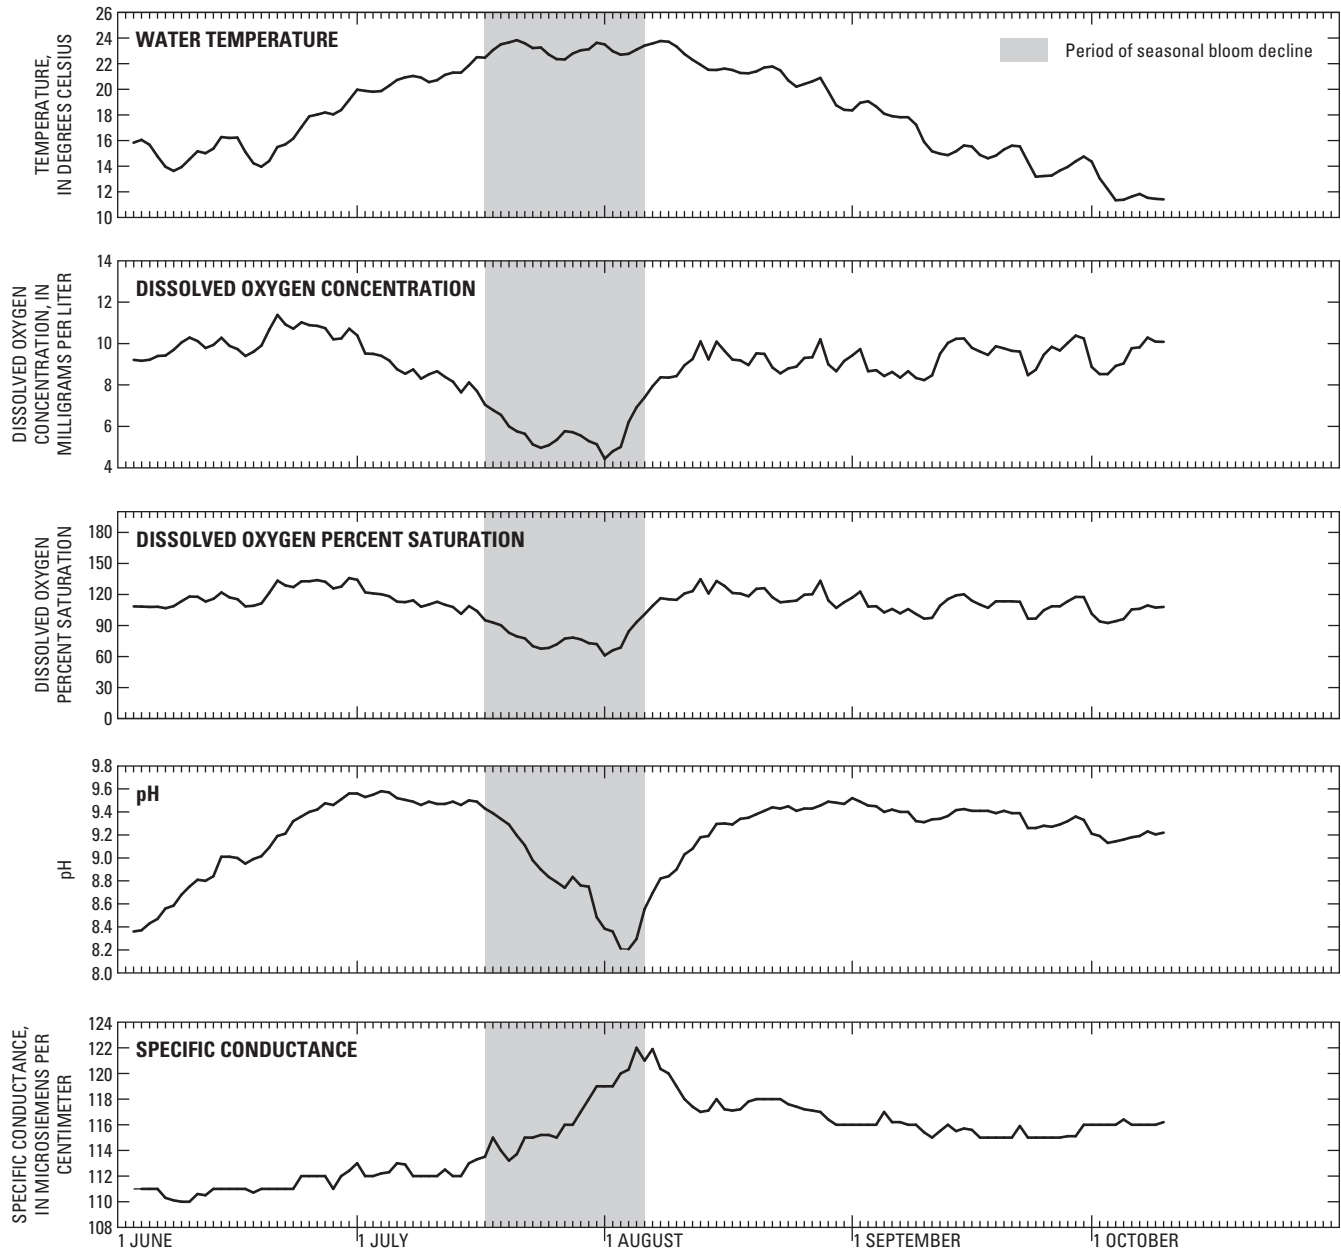 26
24
22
20
18
16
14
12
10
TEMPERATURE,
IN DEGREES CELSIUS
WATER TEMPERATURE
Period of seasonal bloom decline
14
12
10
8
6
4
DISSOLVED OXYGEN
CONCENTRATION, IN
MILLIGRAMS PER LITER
DISSOLVED OXYGEN CONCENTRATION
180
150
120
90
60
30
0
DISSOLVED OXYGEN
PERCENT SATURATION
DISSOLVED OXYGEN PERCENT SATURATION
9.8
9.6
9.4
9.2
9.0
8.8
8.6
8.4
8.2
8.0
pH
pH
124
122
120
118
116
114
112
110
108
SPECIFIC CONDUCTANCE,
IN MICROSIEMENS PER
CENTIMETER
SPECIFIC CONDUCTANCE
1 JUNE 1 JULY 1 AUGUST 1 SEPTEMBER 1 OCTOBER